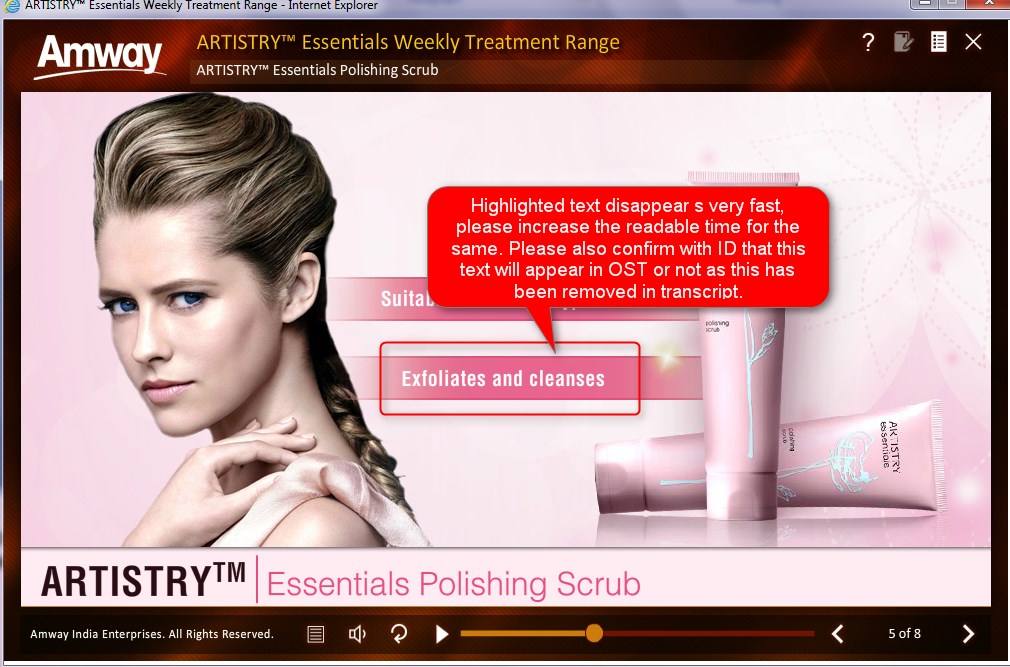 ARTISTRY™ Essentials Weekly Treatment Range - Internet Explorer
Amway
ARTISTRY™ Essentials Weekly Treatment Range
?
ARTISTRY™ Essentials Polishing Scrub
Highlighted text disappear s very fast,
please increase the readable time for the
same. Please also confirm with ID that this
text will appear in OST or not as this has
been removed in transcript.
polishing
scrub
Exfoliates and cleanses
polishing
scrub
ARTISTRY
essentials
ARTISTRY™ Essentials Polishing Scrub
Amway India Enterprises. All Rights Reserved.
5 of 8